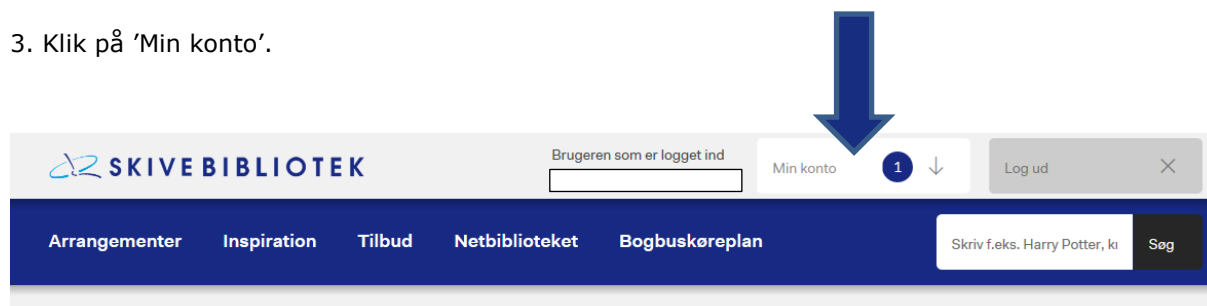 3. Klik på ’Min konto’.
SKIVEBIBLIOTEK
Brugeren som er logget ind
Min konto 1
Log ud
Arrangementer Inspiration Tilbud Netbiblioteket Bogbuskøreplan
Skriv f.eks. Harry Potter, Søg